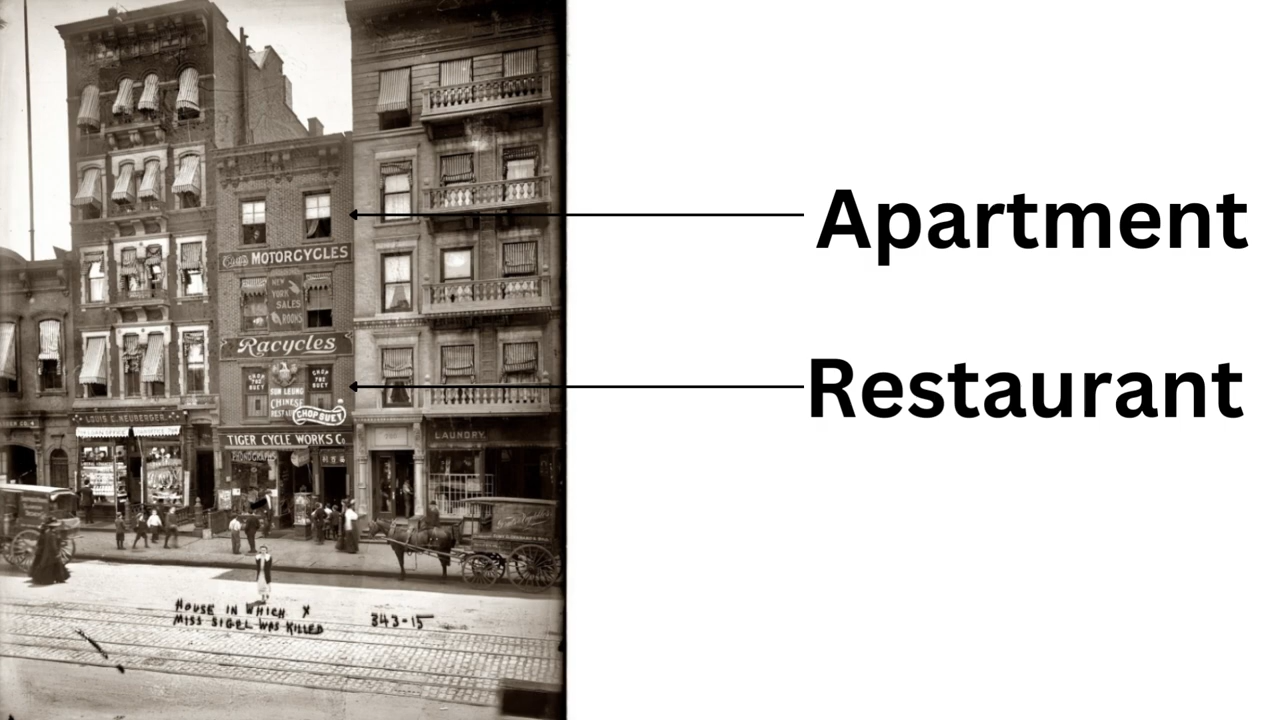 Apartment
Restaurant
MOTORCYCLES
NEW
YORK
SALES
ROOMS
Racycles
CHOP
SUEY
CHOP
SUEY
SUN LEUNG
CHINESE
CHOP SUEY
TIGER CYCLE WORKS Co
PHONOGRAPHS
LOUIS E. NEUBERGER
LAUNDRY.
HOUSE IN WHICH X
MISS SIGEL WAS KILLED
343-15